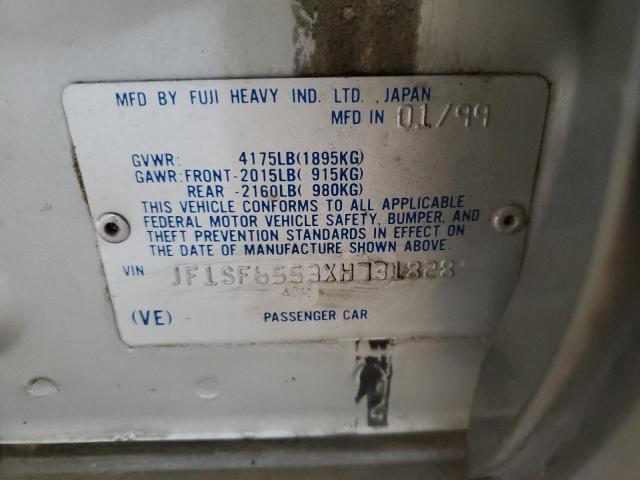 MFD BY FUJI HEAVY IND. LTD. , JAPAN
MFD IN 01/99
GVWR: 4175LB(1895KG)
GAWR: FRONT-2015LB( 915KG)
REAR -2160LB( 980KG)
THIS VEHICLE CONFORMS TO ALL APPLICABLE
FEDERAL MOTOR VEHICLE SAFETY, BUMPER, AND
THEFT PREVENTION STANDARDS IN EFFECT ON
THE DATE OF MANUFACTURE SHOWN ABOVE.
VIN JF1SF6553XH731828
(VE) PASSENGER CAR